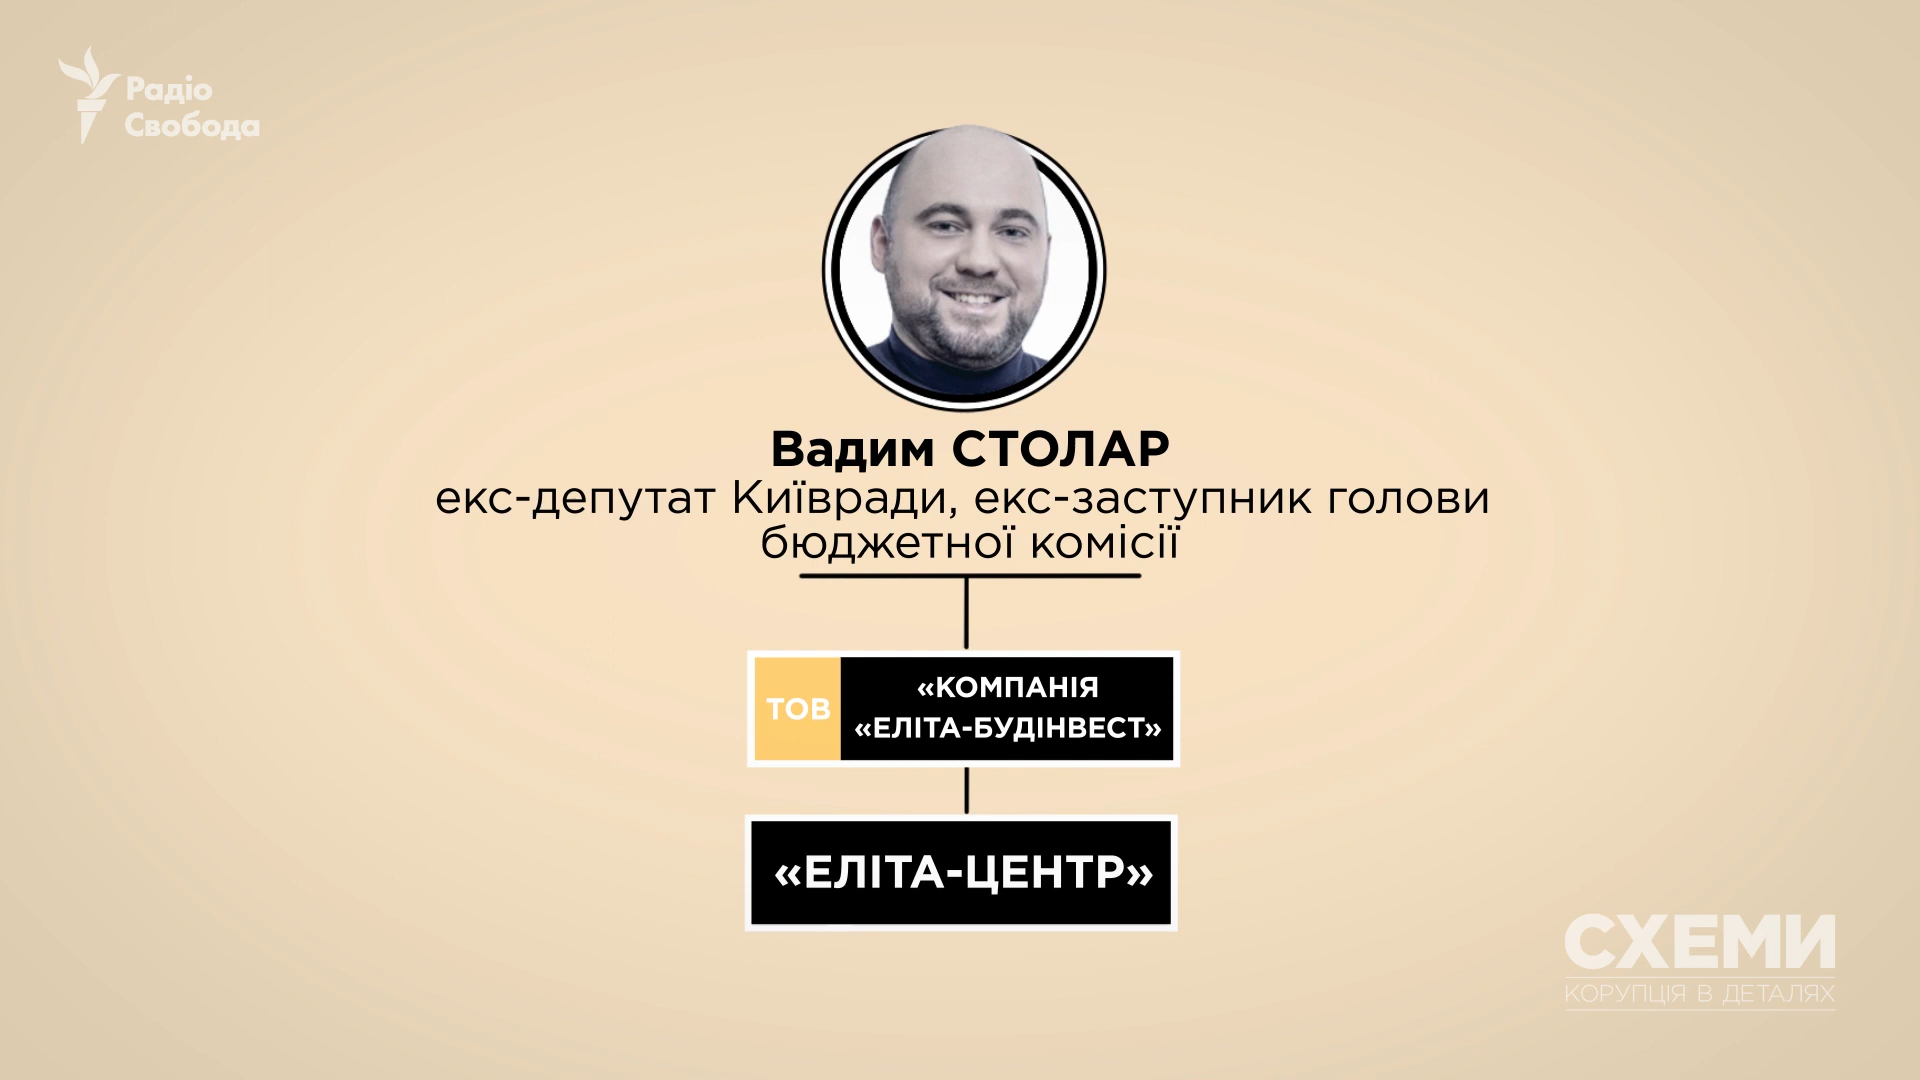 Радіо
Свобода
Вадим СТОЛАР
екс-депутат Київради, екс-заступник голови
бюджетної комісії
ТОВ
«КОМПАНІЯ
«ЕЛІТА-БУДІНВЕСТ»
«ЕЛІТА-ЦЕНТР»
СХЕМИ
КОРУПЦІЯ В ДЕТАЛЯХ